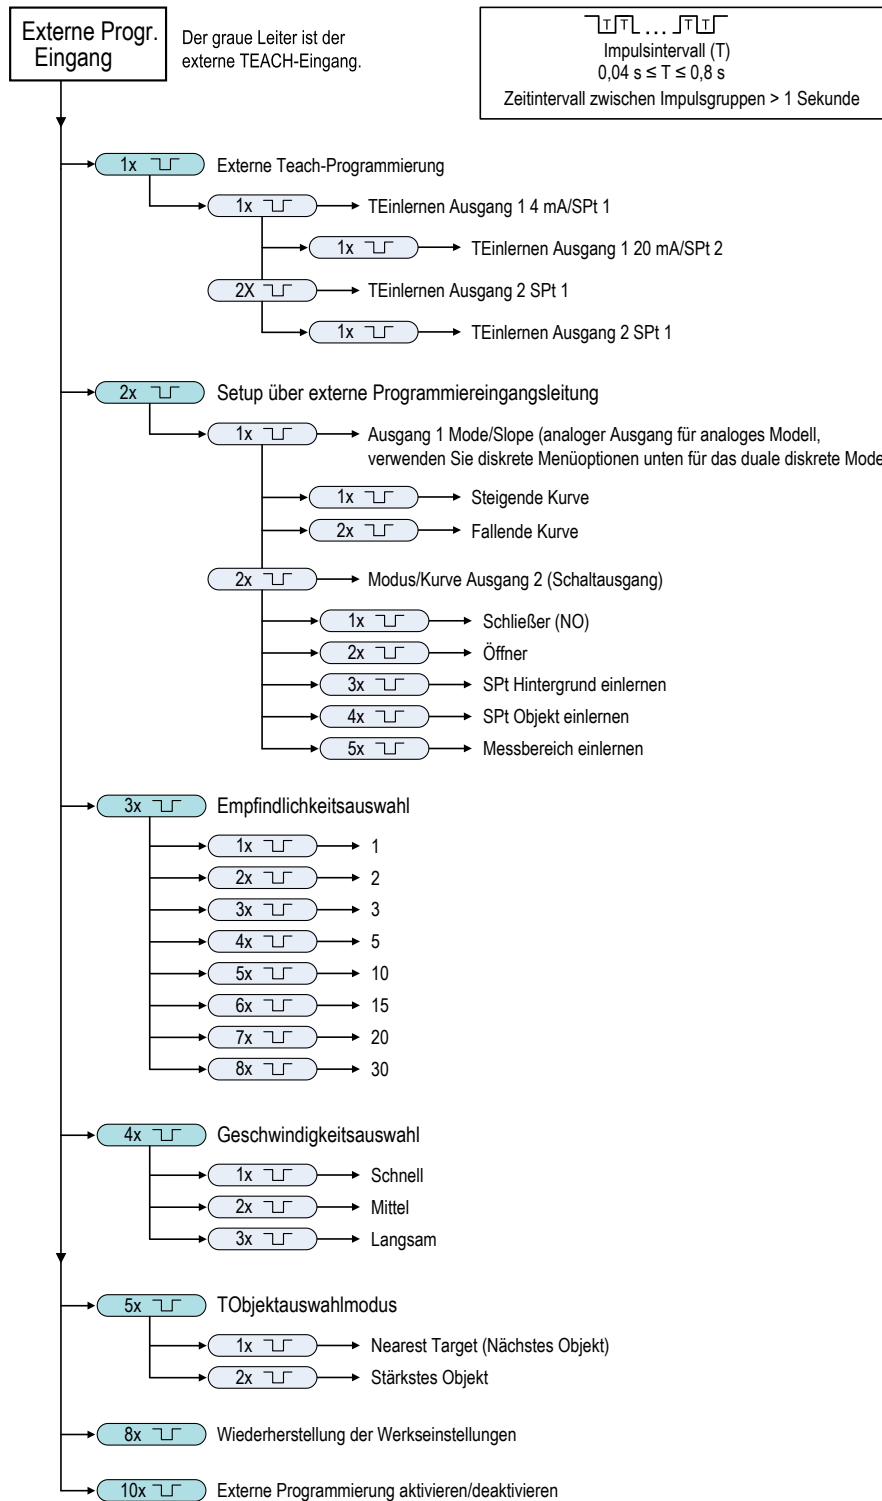 Externe Progr.
Eingang
Der graue Leiter ist der
externe TEACH-Eingang.
T T ... T T
Impulsintervall (T)
0,04 s ≤ T ≤ 0,8 s
Zeitintervall zwischen Impulsgruppen > 1 Sekunde
1x Externe Teach-Programmierung
1x TEinlernen Ausgang 1 4 mA/SPt 1
1x TEinlernen Ausgang 1 20 mA/SPt 2
2X TEinlernen Ausgang 2 SPt 1
1x TEinlernen Ausgang 2 SPt 1
2x Setup über externe Programmiereingangsleitung
1x Ausgang 1 Mode/Slope (analoger Ausgang für analoges Modell,
verwenden Sie diskrete Menüoptionen unten für das duale diskrete Mode
1x Steigende Kurve
2x Fallende Kurve
2x Modus/Kurve Ausgang 2 (Schaltausgang)
1x Schließer (NO)
2x Öffner
3x SPt Hintergrund einlernen
4x SPt Objekt einlernen
5x Messbereich einlernen
3x Empfindlichkeitsauswahl
1x 1
2x 2
3x 3
4x 5
5x 10
6x 15
7x 20
8x 30
4x Geschwindigkeitsauswahl
1x Schnell
2x Mittel
3x Langsam
5x TObjektauswahlmodus
1x Nearest Target (Nächstes Objekt)
2x Stärkstes Objekt
8x Wiederherstellung der Werkseinstellungen
10x Externe Programmierung aktivieren/deaktivieren